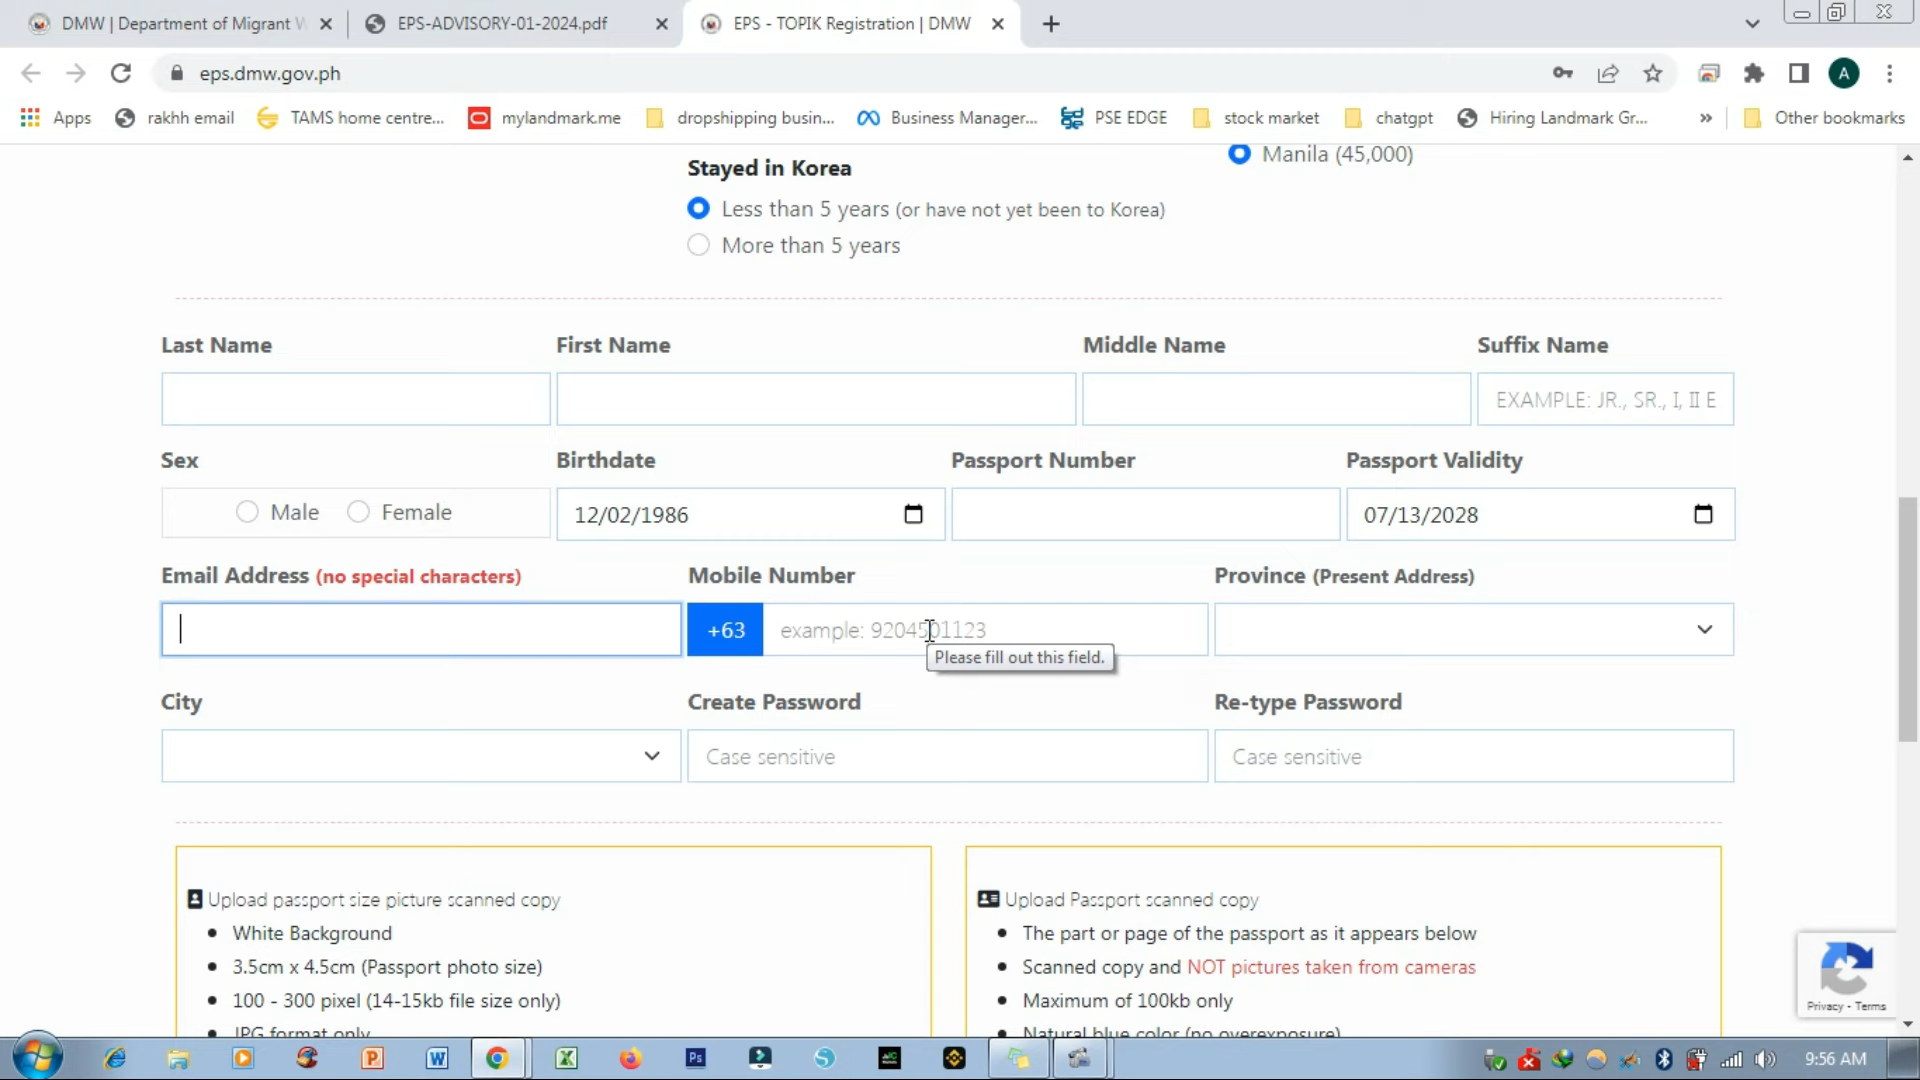 DMW | Department of Migrant W
EPS-ADVISORY-01-2024.pdf
EPS - TOPIK Registration | DMW
eps.dmw.gov.ph
A
Apps
rakhh email
TAMS home centre...
mylandmark.me
dropshipping busin...
Business Manager...
PSE EDGE
stock market
chatgpt
Hiring Landmark Gr...
»
Other bookmarks
Stayed in Korea
Manila (45,000)
Less than 5 years (or have not yet been to Korea)
More than 5 years
Last Name
First Name
Middle Name
Suffix Name
EXAMPLE: JR., SR., I, II E
Sex
Birthdate
Passport Number
Passport Validity
Male
Female
12/02/1986
07/13/2028
Email Address (no special characters)
Mobile Number
Province (Present Address)
+63
example: 9204501123
Please fill out this field.
City
Create Password
Re-type Password
Case sensitive
Case sensitive
Upload passport size picture scanned copy
• White Background
• 3.5cm x 4.5cm (Passport photo size)
• 100 - 300 pixel (14-15kb file size only)
• JPG format only
Upload Passport scanned copy
• The part or page of the passport as it appears below
• Scanned copy and NOT pictures taken from cameras
• Maximum of 100kb only
• Natural blue color (no overexposure)
Privacy - Terms
9:56 AM